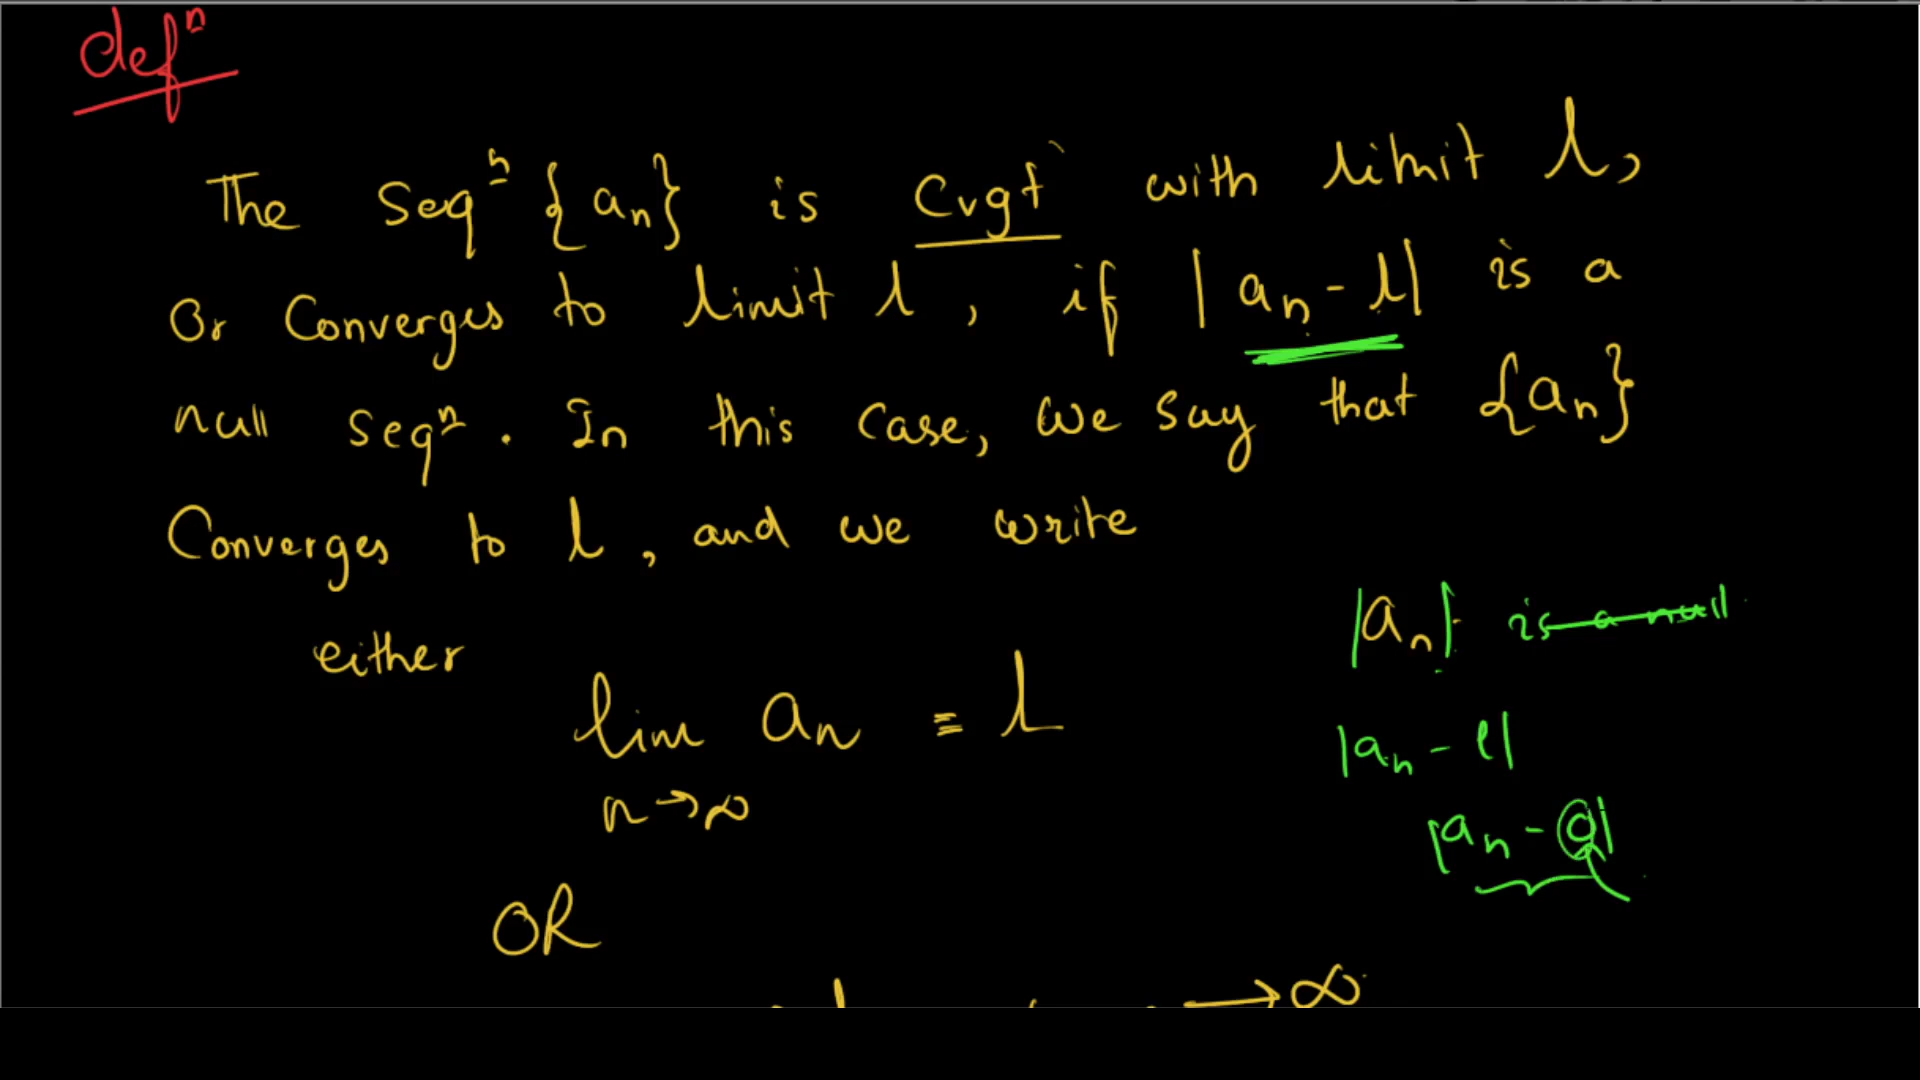 defⁿ
The Seqⁿ {aₙ} is Cvgt with limit l,
Or Converges to limit l, if |aₙ - l| is a
null seqⁿ. In this case, we say that {aₙ}
Converges to l, and we write
either
lim aₙ = l
n→∞
|aₙ| is a null
|aₙ - l|
|aₙ - 0|
OR
→∞